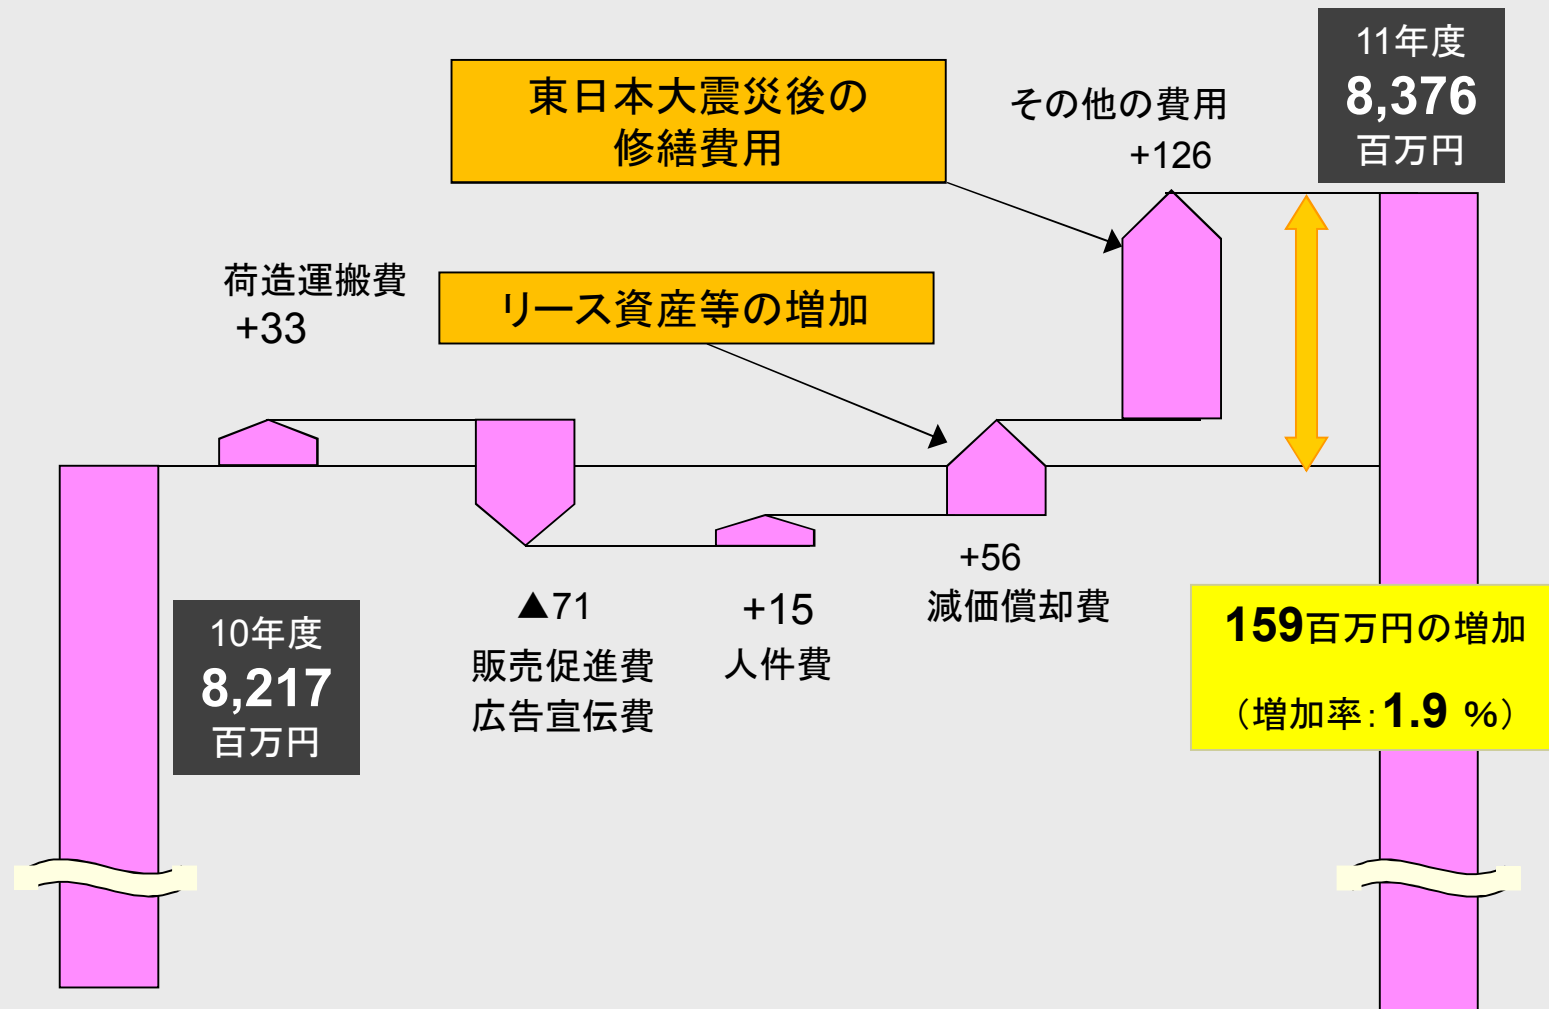 11年度
8,376
百万円
東日本大震災後の
修繕費用
その他の費用
+126
荷造運搬費
+33
リース資産等の増加
+56
減価償却費
▲71
販売促進費
広告宣伝費
+15
人件費
10年度
8,217
百万円
159百万円の増加
（増加率：1.9 %）